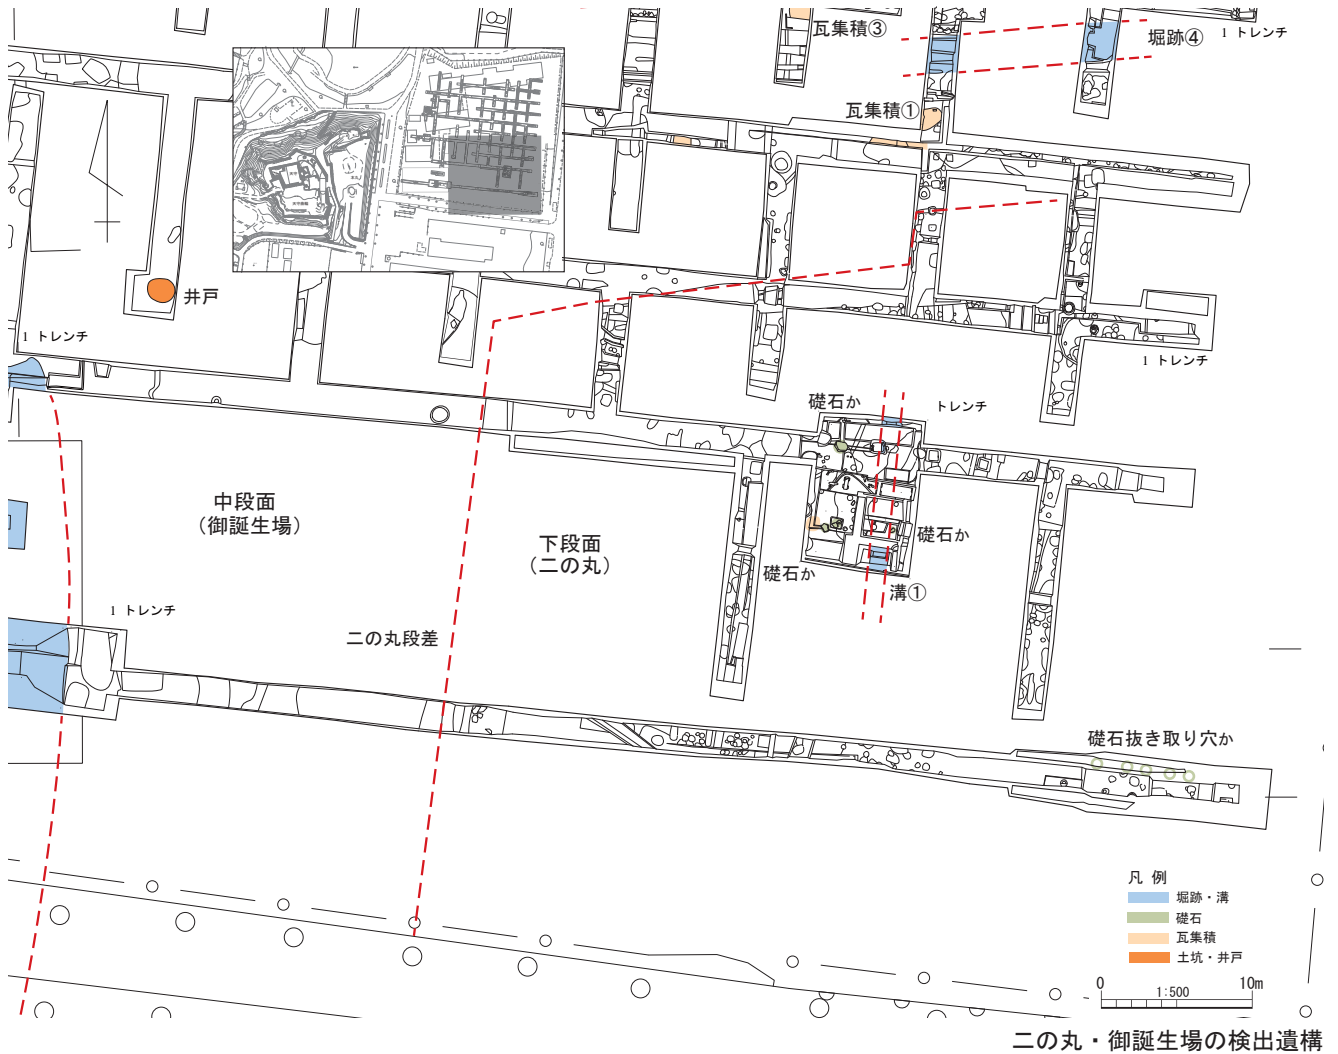 瓦集積③
堀跡④
1 トレンチ
瓦集積①
井戸
1 トレンチ
1 トレンチ
礎石か
トレンチ
中段面
（御誕生場）
下段面
（二の丸）
礎石か
礎石か
溝①
1 トレンチ
二の丸段差
礎石抜き取り穴か
凡 例
堀跡・溝
礎石
瓦集積
土坑・井戸
0 10m
1:500
二の丸・御誕生場の検出遺構